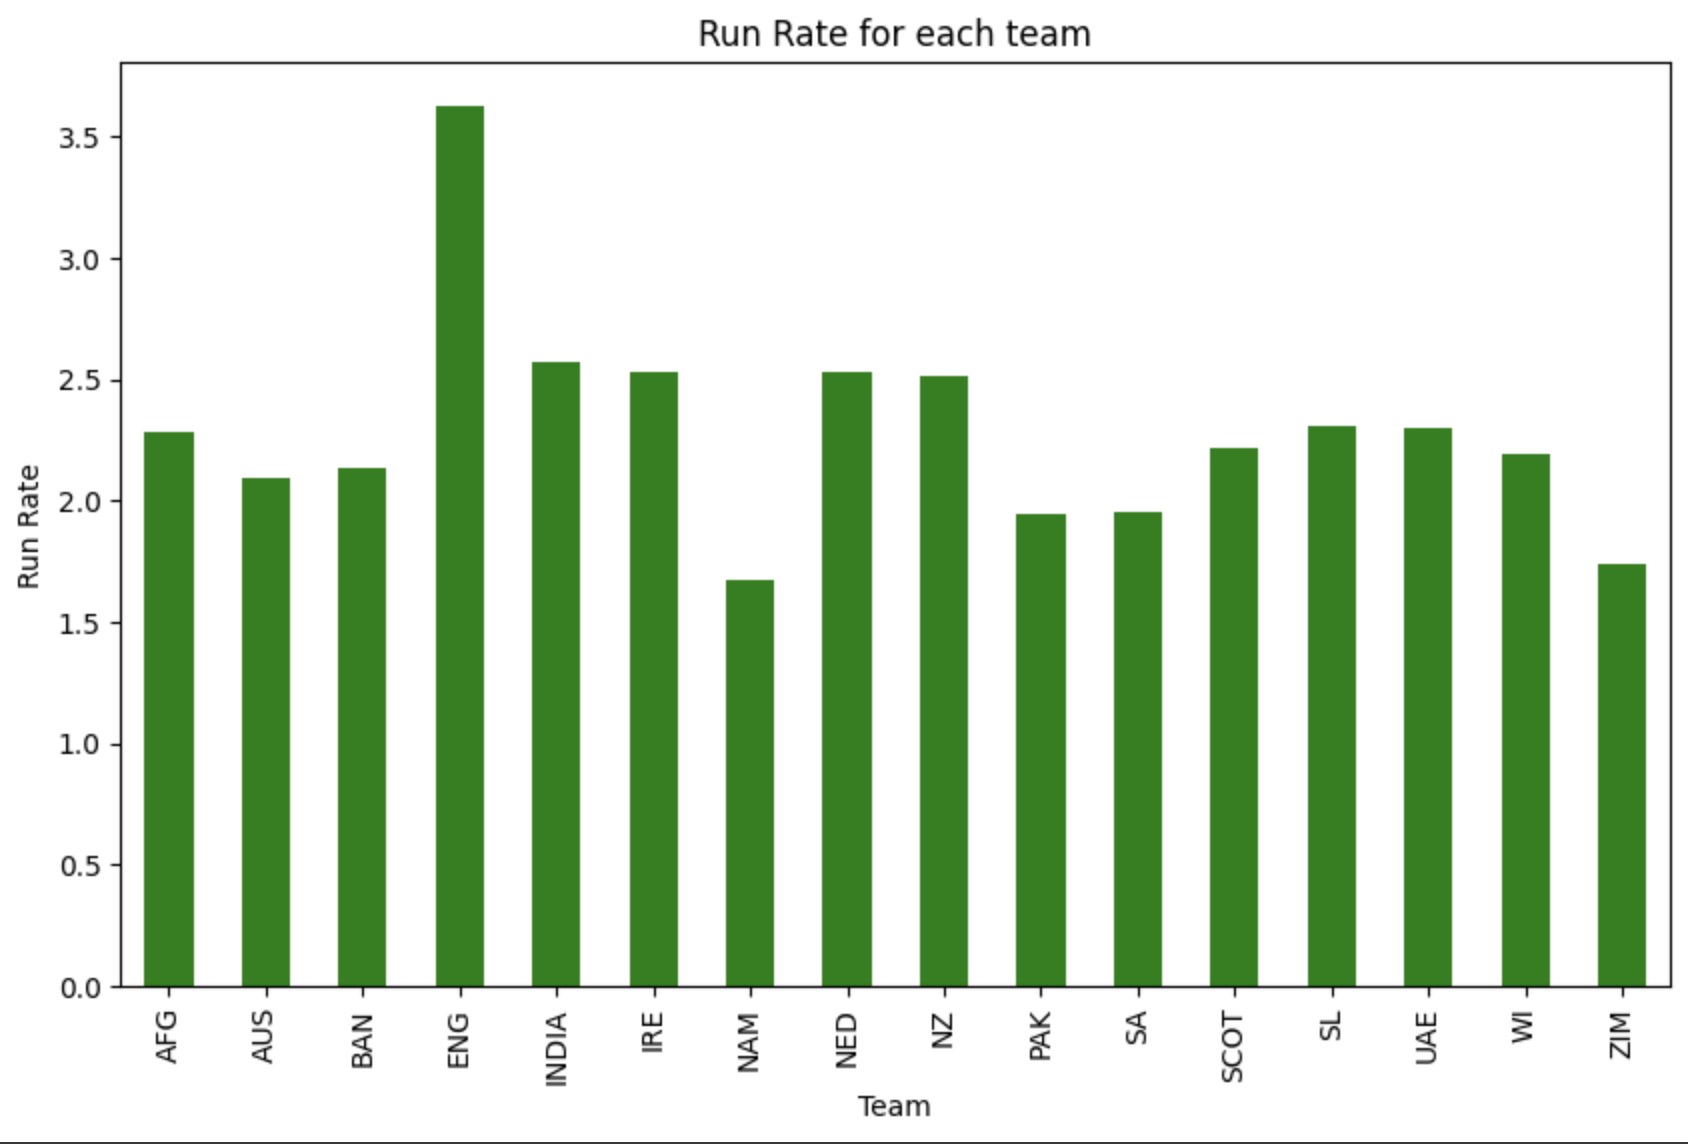 Run Rate for each team
3.5
3.0
2.5
2.0
1.5
1.0
0.5
0.0
Run Rate
AFG
AUS
BAN
ENG
INDIA
IRE
NAM
NED
NZ
PAK
SA
SCOT
SL
UAE
WI
ZIM
Team